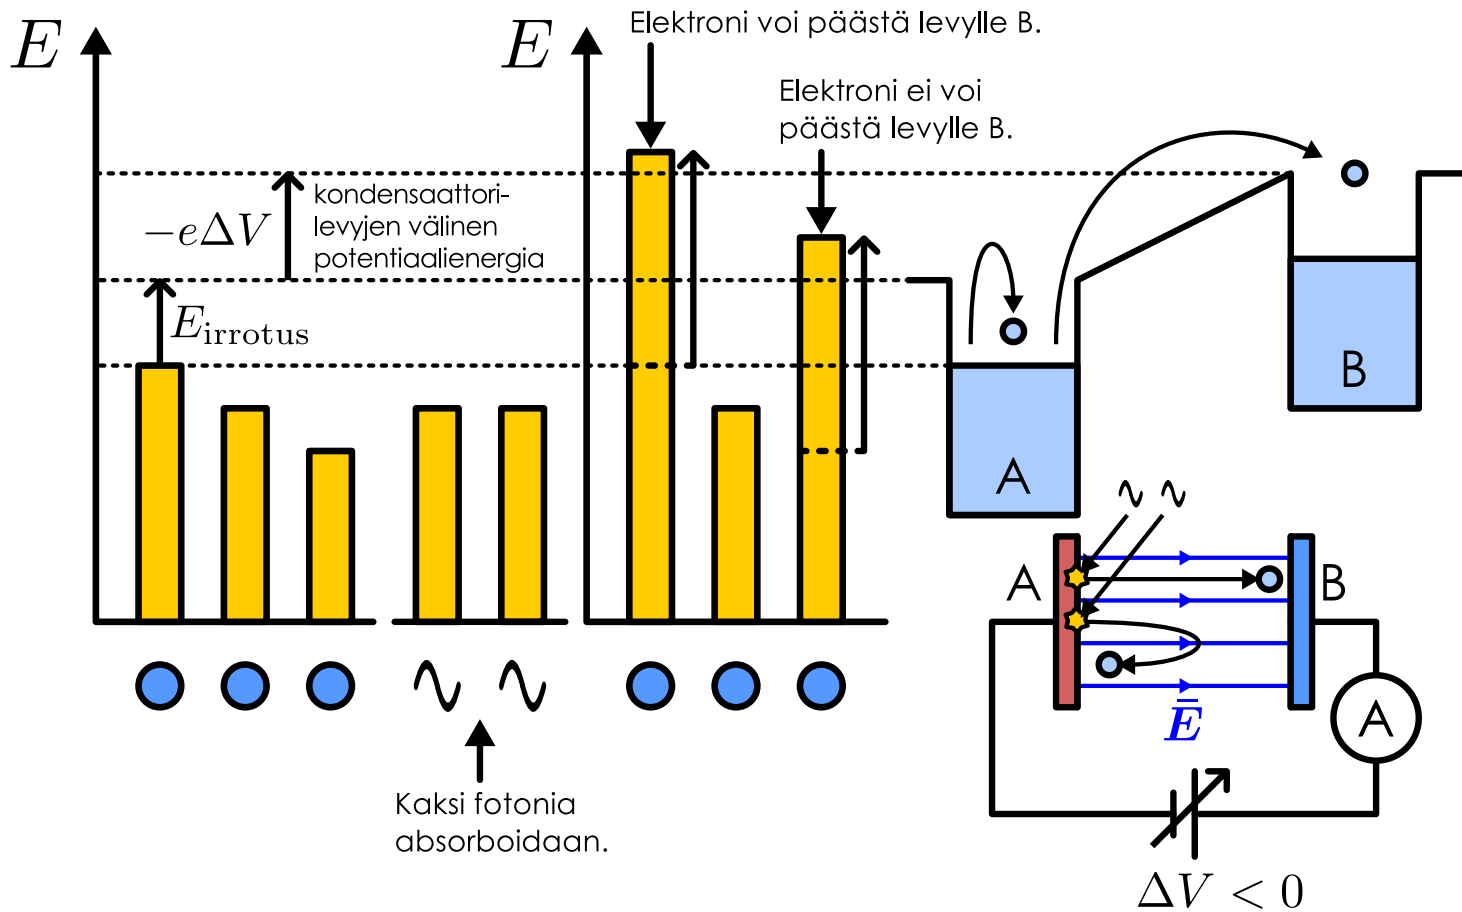 E
E
Elektroni voi päästä levylle B.
Elektroni ei voi
päästä levylle B.
−eΔV
kondensaattori-
levyjen välinen
potentiaalienergia
E_irrotus
A
B
A
B
Ē
A
Kaksi fotonia
absorboidaan.
ΔV < 0